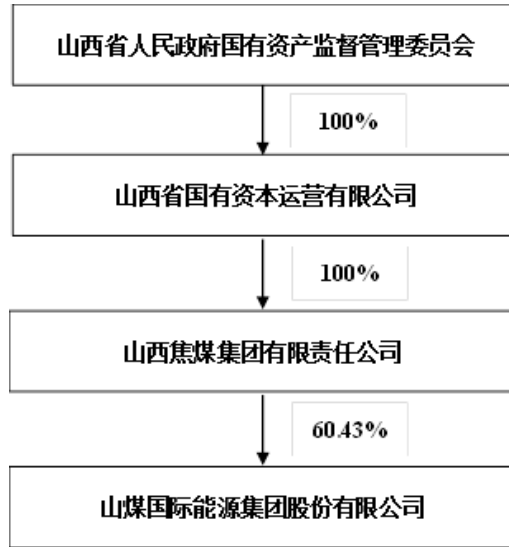 山西省人民政府国有资产监督管理委员会
100%
山西省国有资本运营有限公司
100%
山西焦煤集团有限责任公司
60.43%
山煤国际能源集团股份有限公司